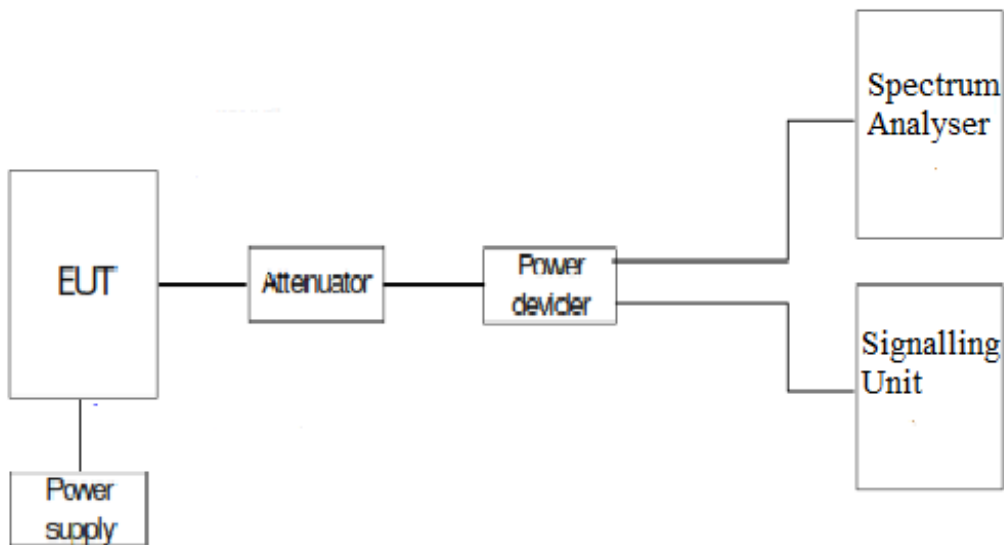 Spectrum
Analyser
EUT
Attenuator
Power
devider
Signalling
Unit
Power
supply